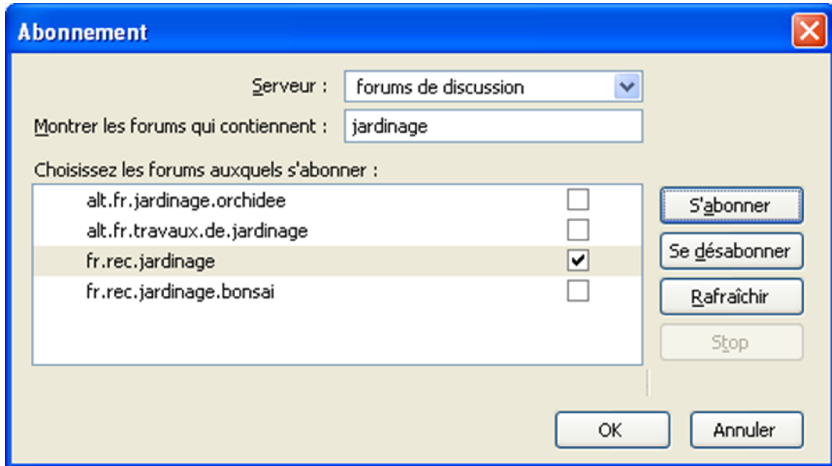 Abonnement
Serveur : forums de discussion
Montrer les forums qui contiennent : jardinage
Choisissez les forums auxquels s'abonner :
alt.fr.jardinage.orchidee
alt.fr.travaux.de.jardinage
fr.rec.jardinage
fr.rec.jardinage.bonsai
S'abonner
Se désabonner
Rafraîchir
Stop
OK
Annuler